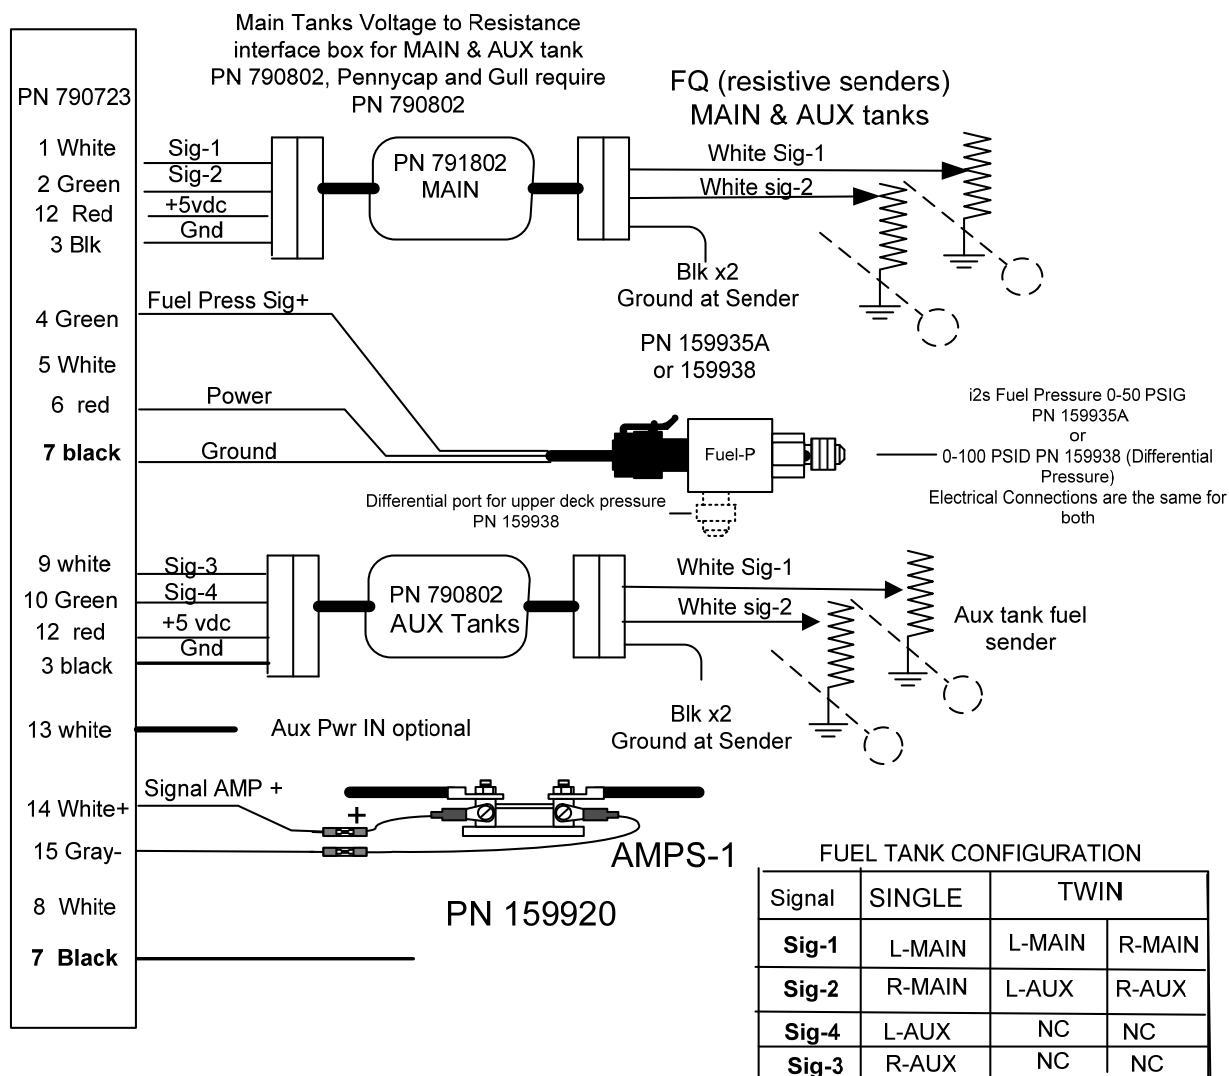 Main Tanks Voltage to Resistance
interface box for MAIN & AUX tank
PN 790802, Pennycap and Gull require
PN 790802
FQ (resistive senders)
MAIN & AUX tanks
PN 790723
1 White
Sig-1
2 Green
Sig-2
12 Red
+5vdc
3 Blk
Gnd
PN 791802
MAIN
White Sig-1
White sig-2
Blk x2
Ground at Sender
4 Green
Fuel Press Sig+
5 White
6 red
Power
7 black
Ground
PN 159935A
or 159938
Fuel-P
i2s Fuel Pressure 0-50 PSIG
PN 159935A
or
0-100 PSID PN 159938 (Differential
Pressure)
Electrical Connections are the same for
both
Differential port for upper deck pressure
PN 159938
9 white
Sig-3
10 Green
Sig-4
12 red
+5 vdc
3 black
Gnd
PN 790802
AUX Tanks
White Sig-1
White sig-2
Aux tank fuel
sender
Blk x2
Ground at Sender
13 white
Aux Pwr IN optional
14 White+
Signal AMP +
+
15 Gray-
AMPS-1
8 White
PN 159920
7 Black
FUEL TANK CONFIGURATION
Signal SINGLE TWIN
Sig-1 L-MAIN L-MAIN R-MAIN
Sig-2 R-MAIN L-AUX R-AUX
Sig-4 L-AUX NC NC
Sig-3 R-AUX NC NC